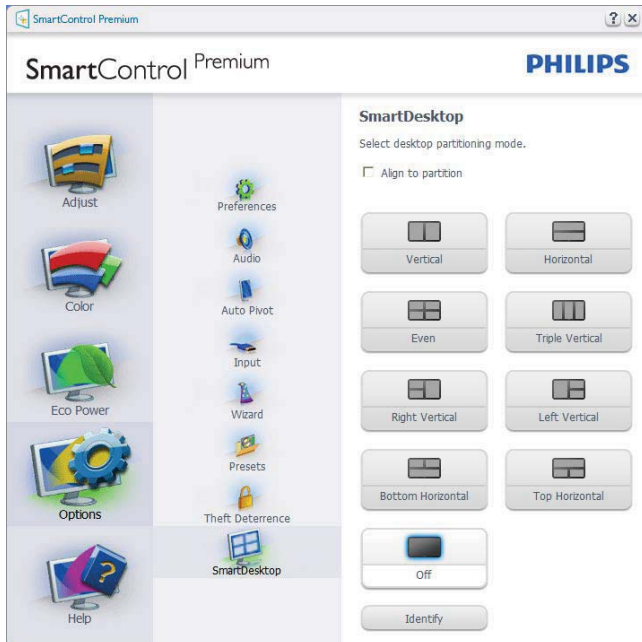 SmartControl Premium
SmartControl Premium
PHILIPS
Adjust
Color
Eco Power
Options
Help
Preferences
Audio
Auto Pivot
Input
Wizard
Presets
Theft Deterrence
SmartDesktop
SmartDesktop
Select desktop partitioning mode.
Align to partition
Vertical
Horizontal
Even
Triple Vertical
Right Vertical
Left Vertical
Bottom Horizontal
Top Horizontal
Off
Identify